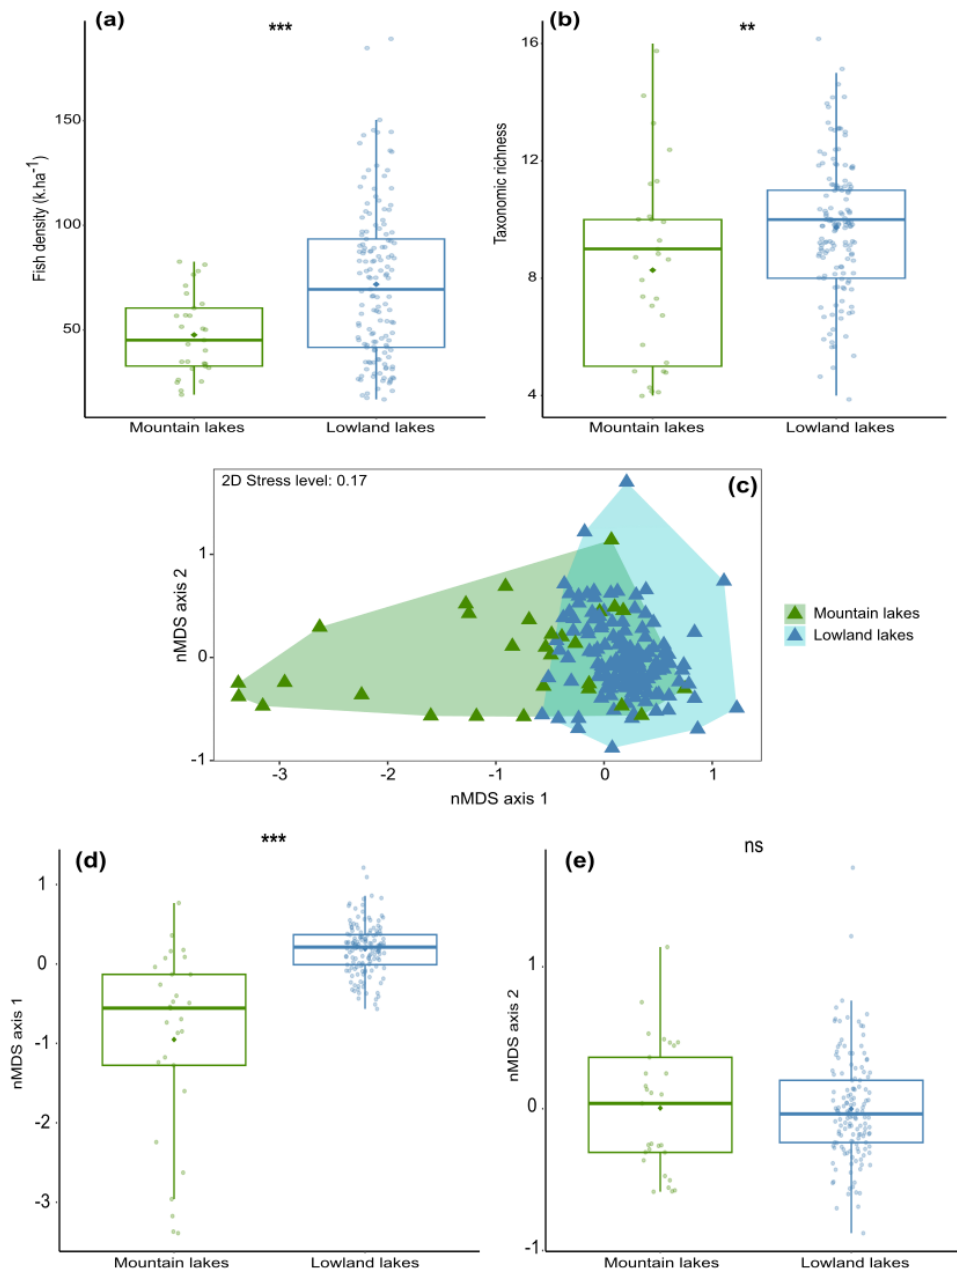 (a)
***
150
100
50
Fish density (k.ha⁻¹)
Mountain lakes
Lowland lakes
(b)
**
16
12
8
4
Taxonomic richness
Mountain lakes
Lowland lakes
2D Stress level: 0.17
(c)
1
0
-1
nMDS axis 2
-3
-2
-1
0
1
nMDS axis 1
Mountain lakes
Lowland lakes
(d)
***
1
0
-1
-2
-3
nMDS axis 1
Mountain lakes
Lowland lakes
(e)
ns
1
0
-1
nMDS axis 2
Mountain lakes
Lowland lakes